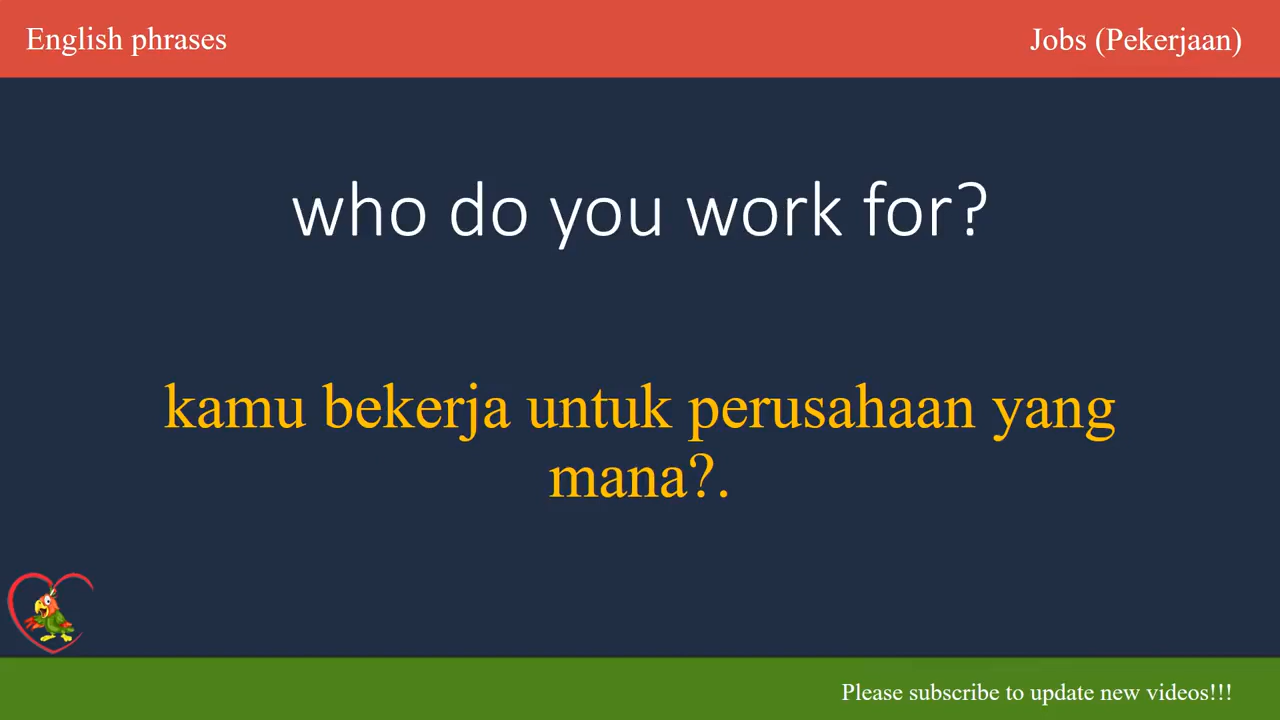 English phrases
Jobs (Pekerjaan)
who do you work for?
kamu bekerja untuk perusahaan yang
mana?.
Please subscribe to update new videos!!!